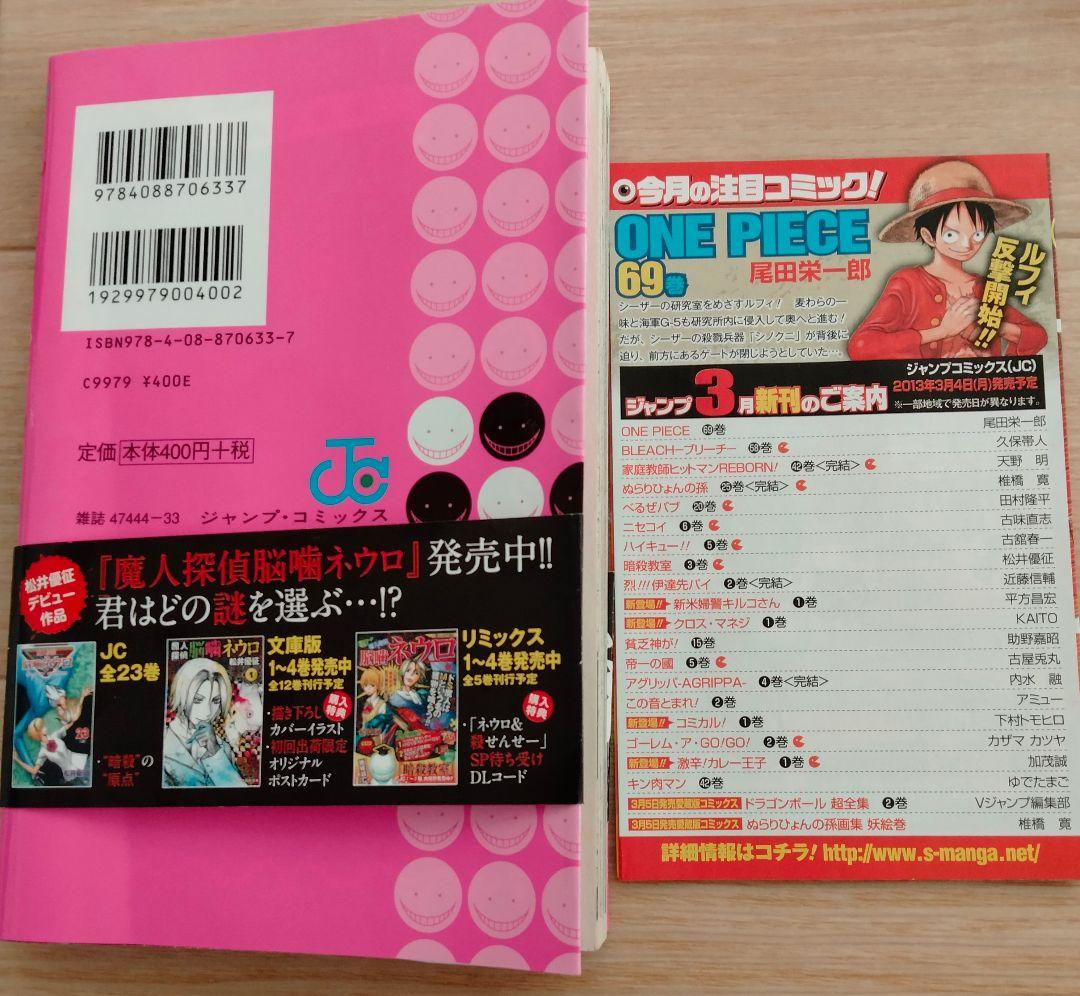 9784088706337
1929979004002
ISBN978-4-08-870633-7
C9979 ¥400E
定価 本体400円+税
JC
雑誌 47444-33 ジャンプ・コミックス
松井優征
デビュー
作品
『魔人探偵脳噛ネウロ』発売中!!
君はどの謎を選ぶ…!?
JC
全23巻
"暗殺"の
"原点"
23
魔人探偵
脳噛ネウロ
松井優征
1
文庫版
1〜4巻発売中
全12巻刊行予定
購入特典
・描き下ろし
カバーイラスト
・初回出荷限定
オリジナル
ポストカード
脳噛ネウロ
暗殺教室
リミックス
1〜4巻発売中
全5巻刊行予定
購入特典
・「ネウロ&
殺せんせー」
SP待ち受け
DLコード
今月の注目コミック!
ONE PIECE
69巻
尾田栄一郎
ルフィ
反撃開始!!
シーザーの研究室をめざすルフィ! 麦わらの一
味と海軍G-5も研究所内に侵入して奥へと進む!
だが、シーザーの殺戮兵器「シノクニ」が背後に
迫り、前方にあるゲートが閉じようとしていた…。
ジャンプ3月新刊のご案内
ジャンプコミックス(JC)
2013年3月4日(月)発売予定
※一部地域で発売日が異なります。
ONE PIECE 69巻 尾田栄一郎
BLEACH-ブリーチ- 58巻 久保帯人
家庭教師ヒットマンREBORN! 42巻<完結> 天野 明
ぬらりひょんの孫 25巻<完結> 椎橋 寛
べるぜバブ 20巻 田村隆平
ニセコイ 6巻 古味直志
ハイキュー!! 5巻 古舘春一
暗殺教室 3巻 松井優征
烈!!!伊達先パイ 2巻<完結> 近藤信輔
新登場!! 新米婦警キルコさん 1巻 平方昌宏
新登場!! クロス・マネジ 1巻 KAITO
貧乏神が! 15巻 助野嘉昭
帝一の國 5巻 古屋兎丸
アグリッパ-AGRIPPA- 4巻<完結> 内水 融
この音とまれ! 2巻 アミュー
新登場!! コミカル! 1巻 下村トモヒロ
ゴーレム・ア・GO!GO! 2巻 カザマ カツヤ
新登場!! 激辛!カレー王子 1巻 加茂誠
キン肉マン 42巻 ゆでたまご
3月5日発売愛蔵版コミックス ドラゴンボール 超全集 2巻 Vジャンプ編集部
3月5日発売愛蔵版コミックス ぬらりひょんの孫画集 妖絵巻 椎橋 寛
詳細情報はコチラ! http://www.s-manga.net/